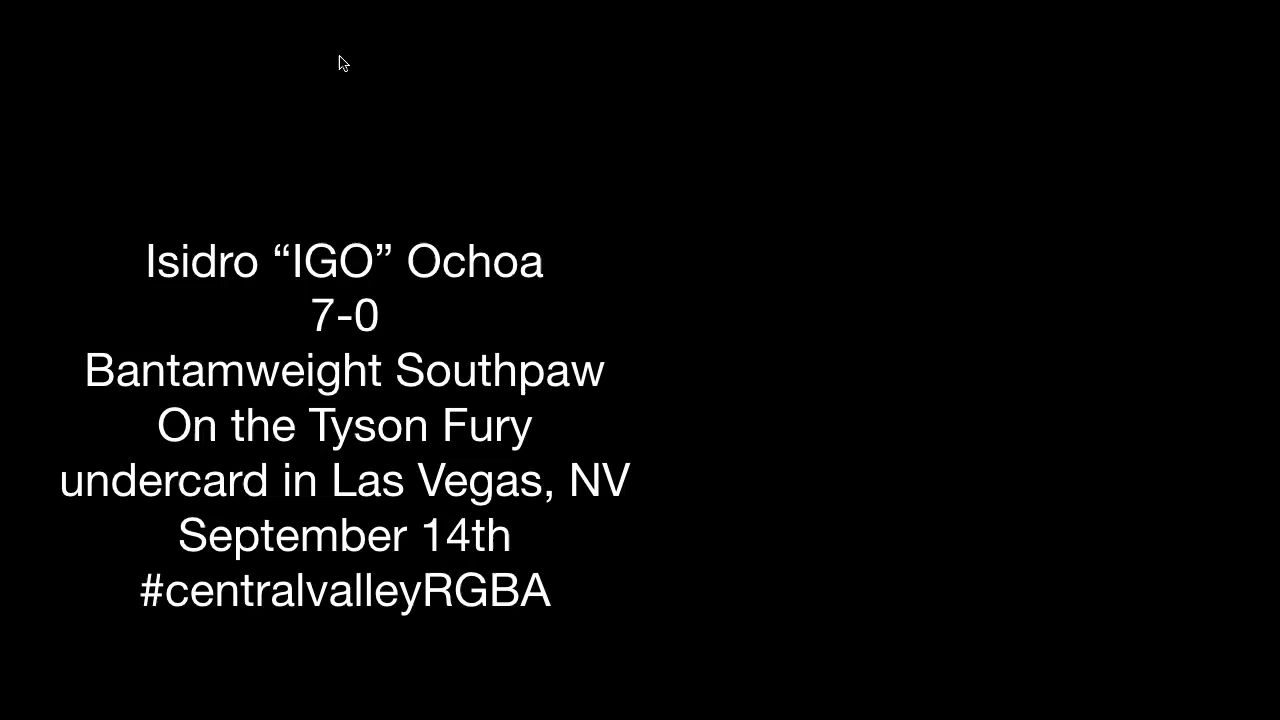 Isidro “IGO” Ochoa
7-0
Bantamweight Southpaw
On the Tyson Fury
undercard in Las Vegas, NV
September 14th
#centralvalleyRGBA